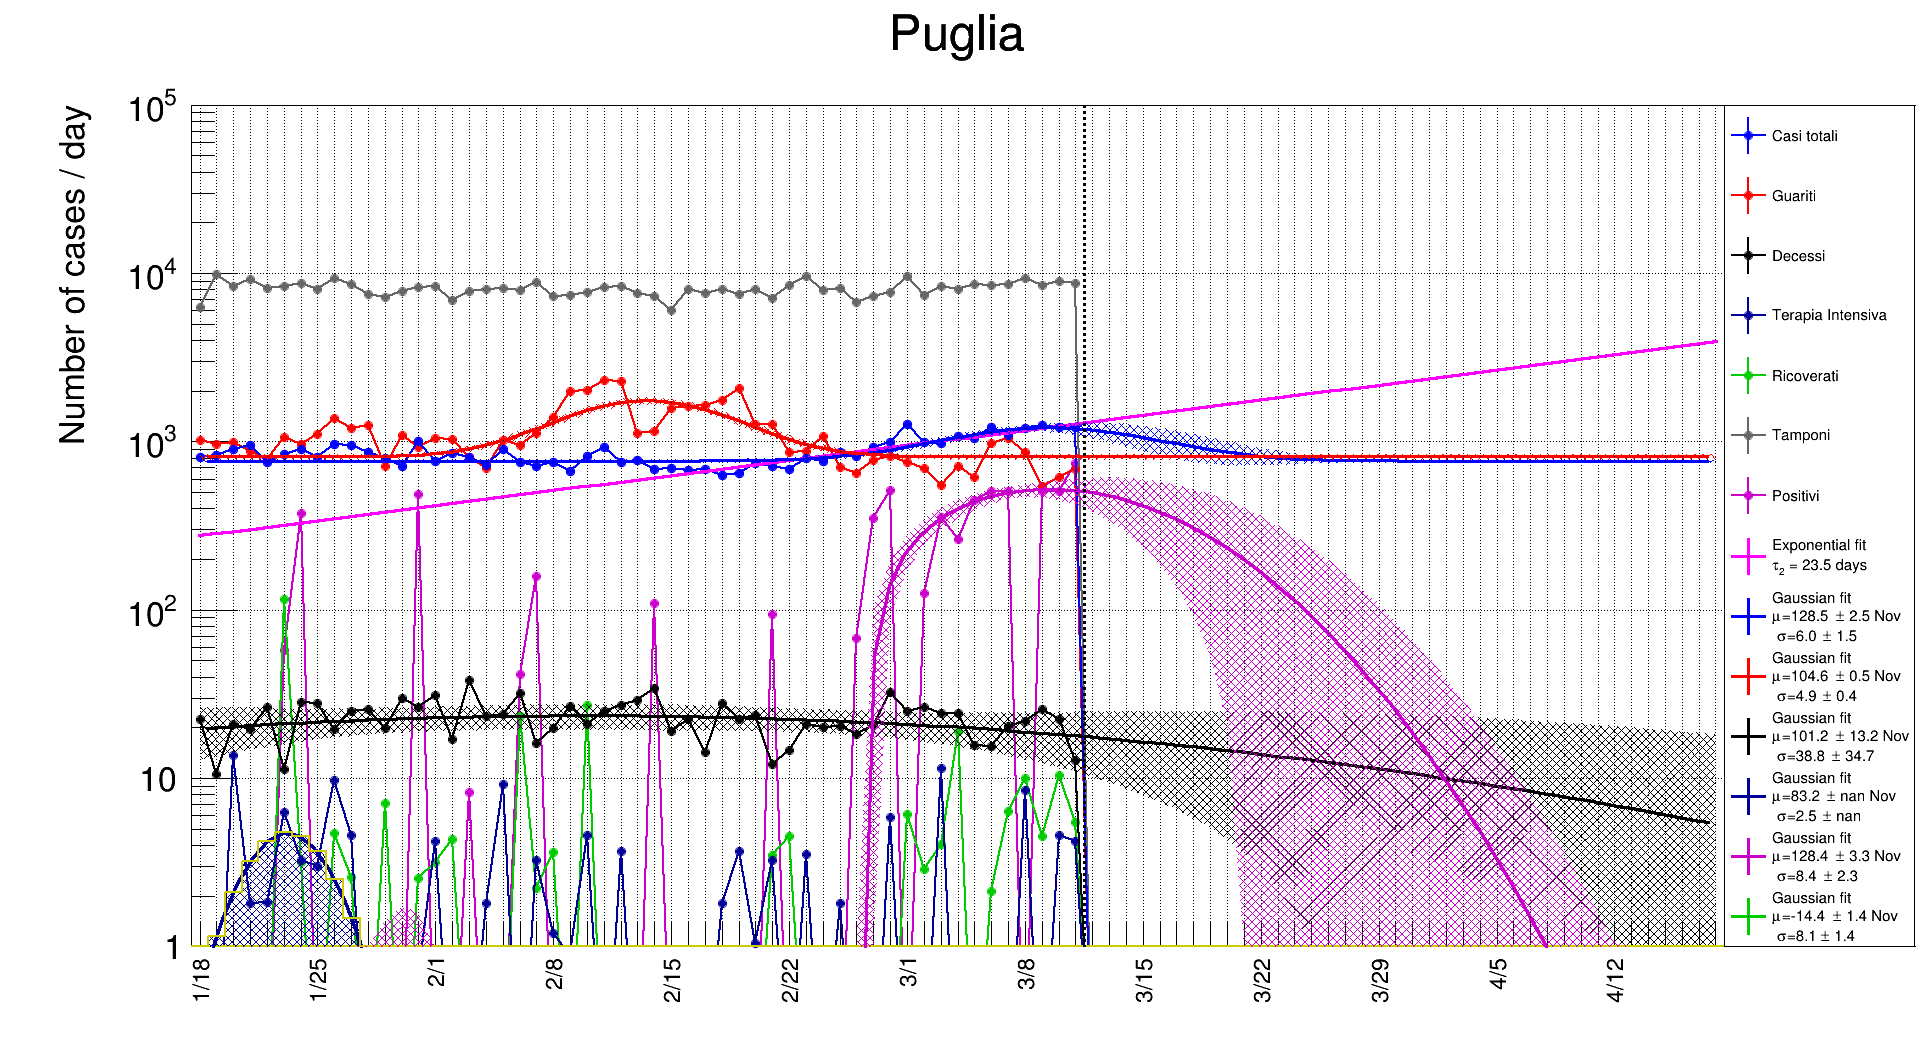 Puglia
Number of cases / day
10^5
10^4
10^3
10^2
10
1
1/18
1/25
2/1
2/8
2/15
2/22
3/1
3/8
3/15
3/22
3/29
4/5
4/12
Casi totali
Guariti
Decessi
Terapia Intensiva
Ricoverati
Tamponi
Positivi
Exponential fit
τ₂ = 23.5 days
Gaussian fit
μ=128.5 ± 2.5 Nov
σ=6.0 ± 1.5
Gaussian fit
μ=104.6 ± 0.5 Nov
σ=4.9 ± 0.4
Gaussian fit
μ=101.2 ± 13.2 Nov
σ=38.8 ± 34.7
Gaussian fit
μ=83.2 ± nan Nov
σ=2.5 ± nan
Gaussian fit
μ=128.4 ± 3.3 Nov
σ=8.4 ± 2.3
Gaussian fit
μ=-14.4 ± 1.4 Nov
σ=8.1 ± 1.4